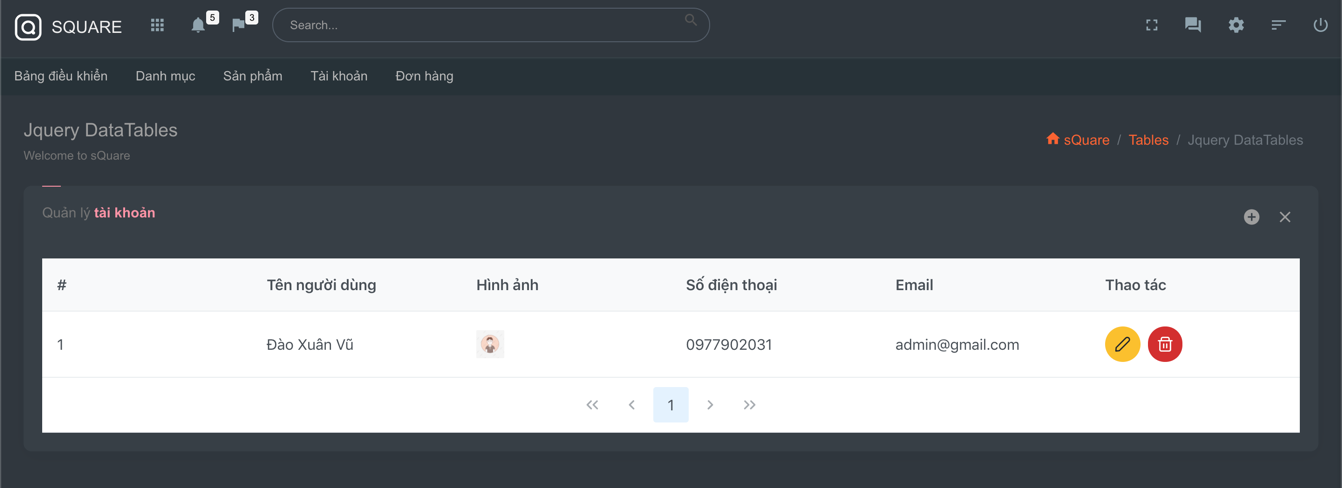 SQUARE 5 3 Search...
Bảng điều khiển Danh mục Sản phẩm Tài khoản Đơn hàng
Jquery DataTables
Welcome to sQuare
sQuare / Tables / Jquery DataTables
Quản lý tài khoản
# Tên người dùng Hình ảnh Số điện thoại Email Thao tác
1 Đào Xuân Vũ 0977902031 admin@gmail.com
1